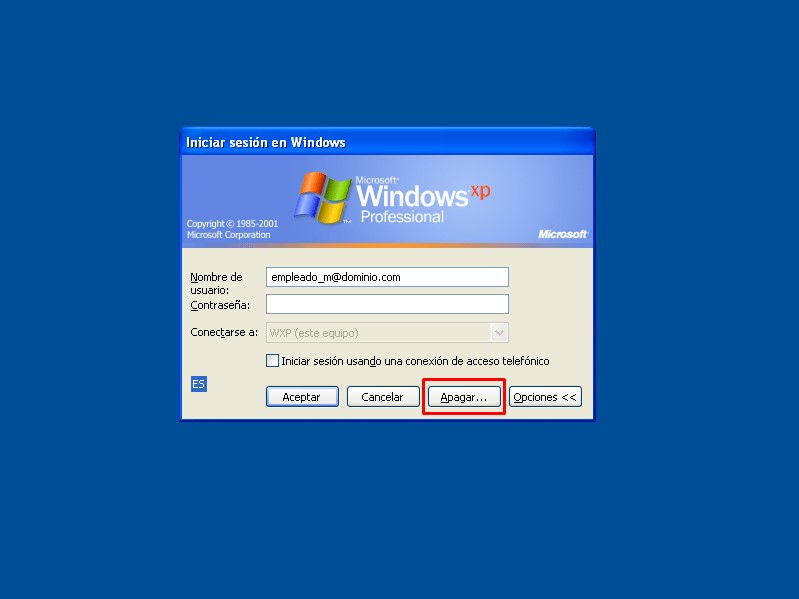 Iniciar sesión en Windows
Microsoft®
Windows xp
Professional
Copyright © 1985-2001
Microsoft Corporation
Microsoft®
Nombre de
usuario:
empleado_m@dominio.com
Contraseña:
Conectarse a:
WXP (este equipo)
Iniciar sesión usando una conexión de acceso telefónico
ES
Aceptar
Cancelar
Apagar...
Opciones <<